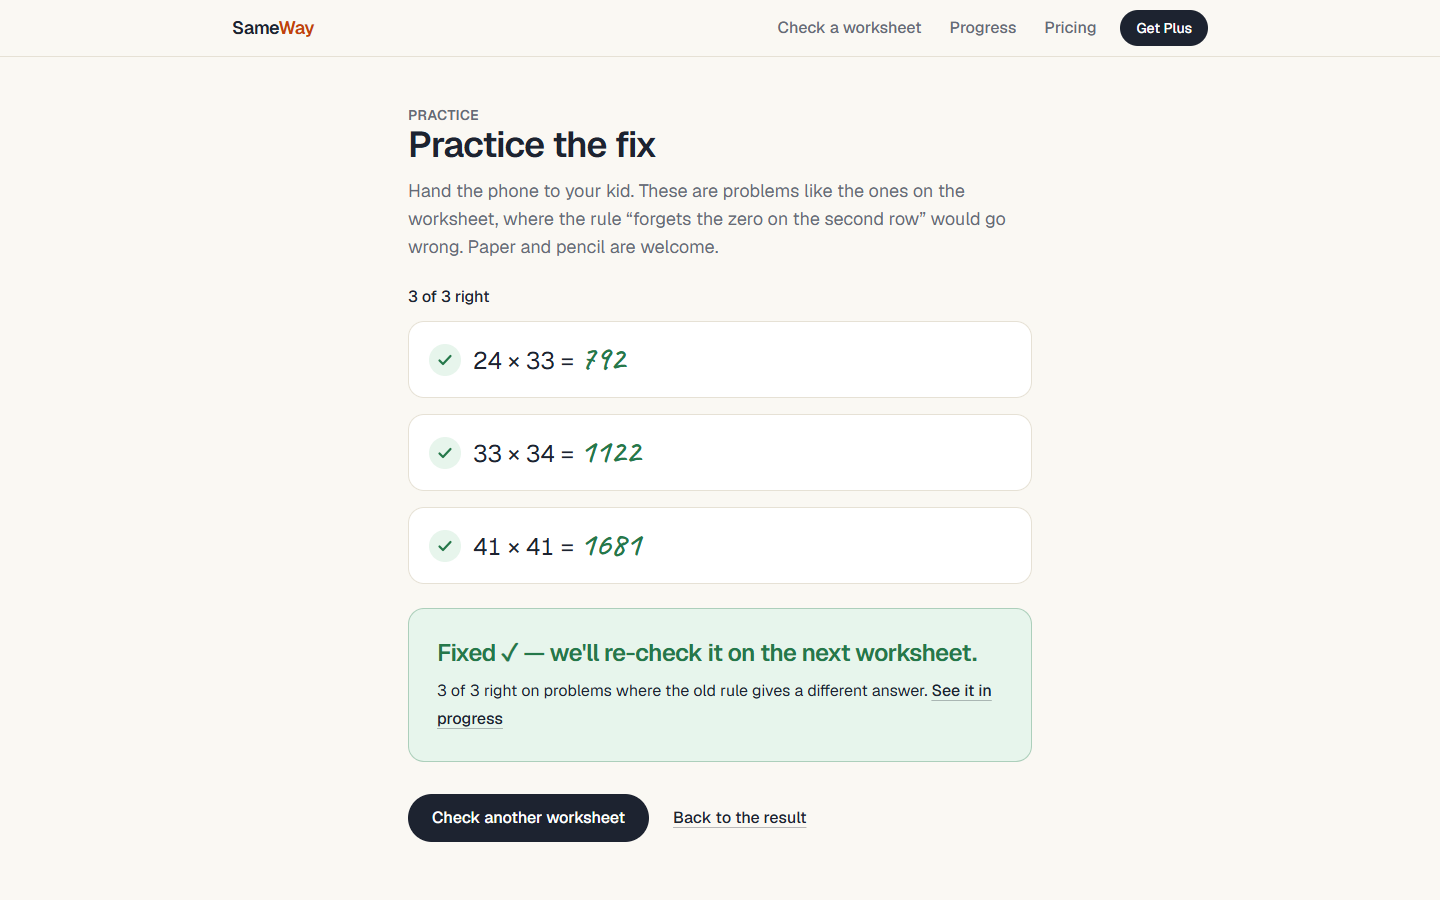 SameWay
Check a worksheet
Progress
Pricing
Get Plus
PRACTICE
Practice the fix
Hand the phone to your kid. These are problems like the ones on the
worksheet, where the rule “forgets the zero on the second row” would go
wrong. Paper and pencil are welcome.
3 of 3 right
24 × 33 = 792
33 × 34 = 1122
41 × 41 = 1681
Fixed ✓ — we'll re-check it on the next worksheet.
3 of 3 right on problems where the old rule gives a different answer. See it in
progress
Check another worksheet
Back to the result